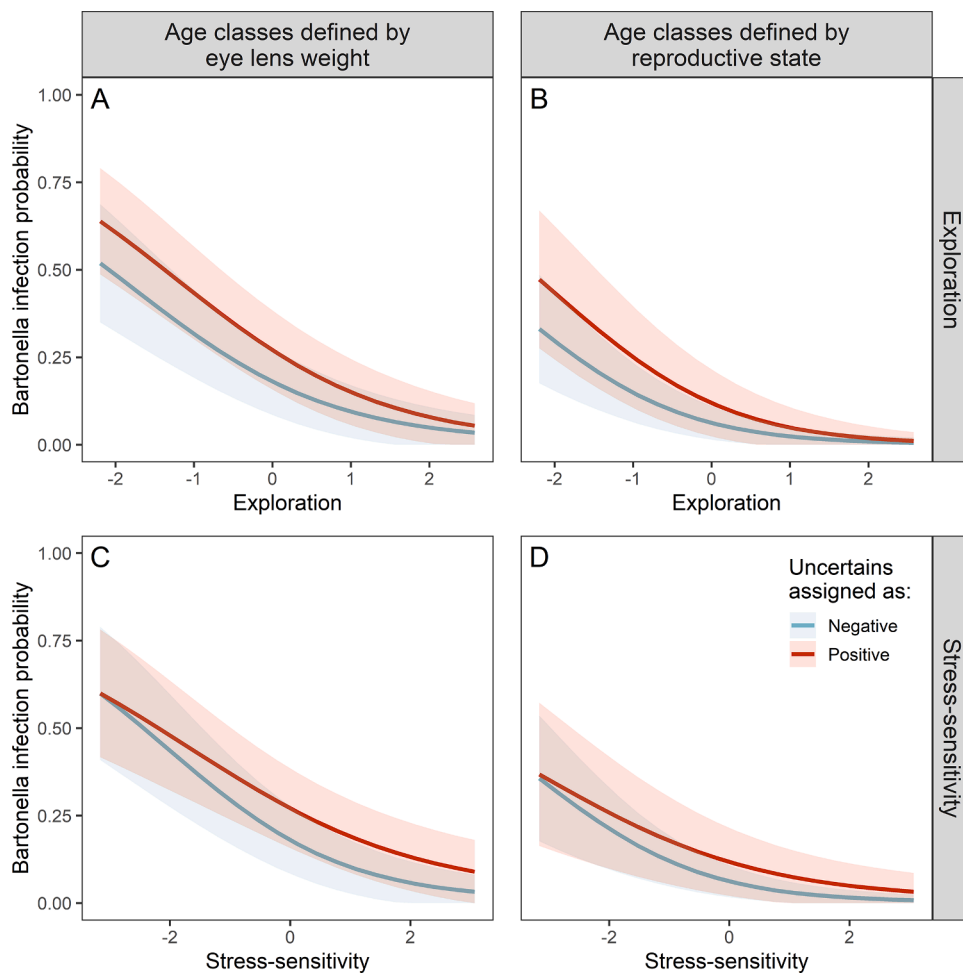 Age classes defined by
eye lens weight
Age classes defined by
reproductive state
A
B
1.00
0.75
0.50
0.25
0.00
Bartonella infection probability
Exploration
-2
-1
0
1
2
-2
-1
0
1
2
Exploration
Exploration
C
D
1.00
0.75
0.50
0.25
0.00
Bartonella infection probability
Uncertains
assigned as:
Negative
Positive
Stress-sensitivity
-2
0
2
-2
0
2
Stress-sensitivity
Stress-sensitivity